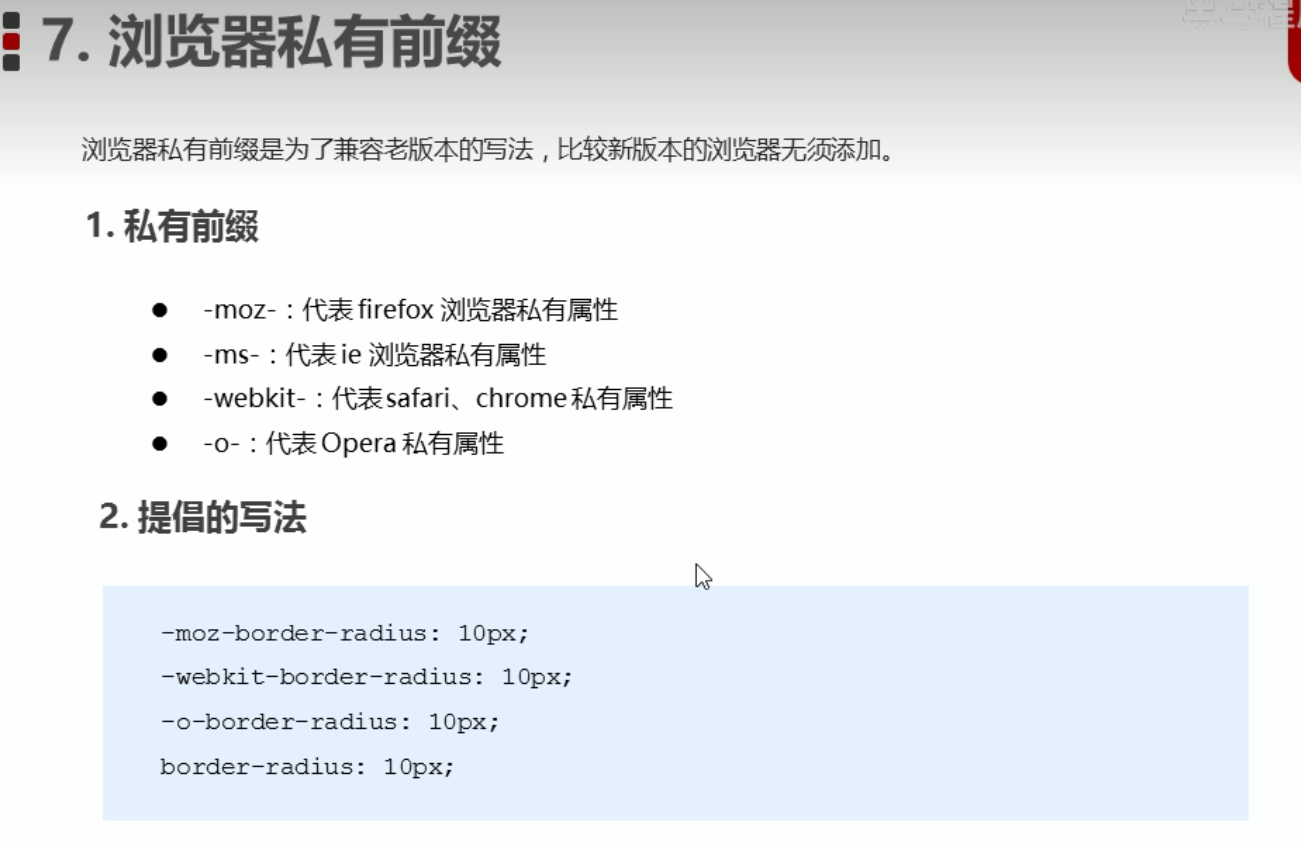 7. 浏览器私有前缀
浏览器私有前缀是为了兼容老版本的写法，比较新版本的浏览器无须添加。
1. 私有前缀
● -moz-：代表 firefox 浏览器私有属性
● -ms-：代表 ie 浏览器私有属性
● -webkit-：代表 safari、chrome 私有属性
● -o-：代表 Opera 私有属性
2. 提倡的写法
-moz-border-radius: 10px;
-webkit-border-radius: 10px;
-o-border-radius: 10px;
border-radius: 10px;